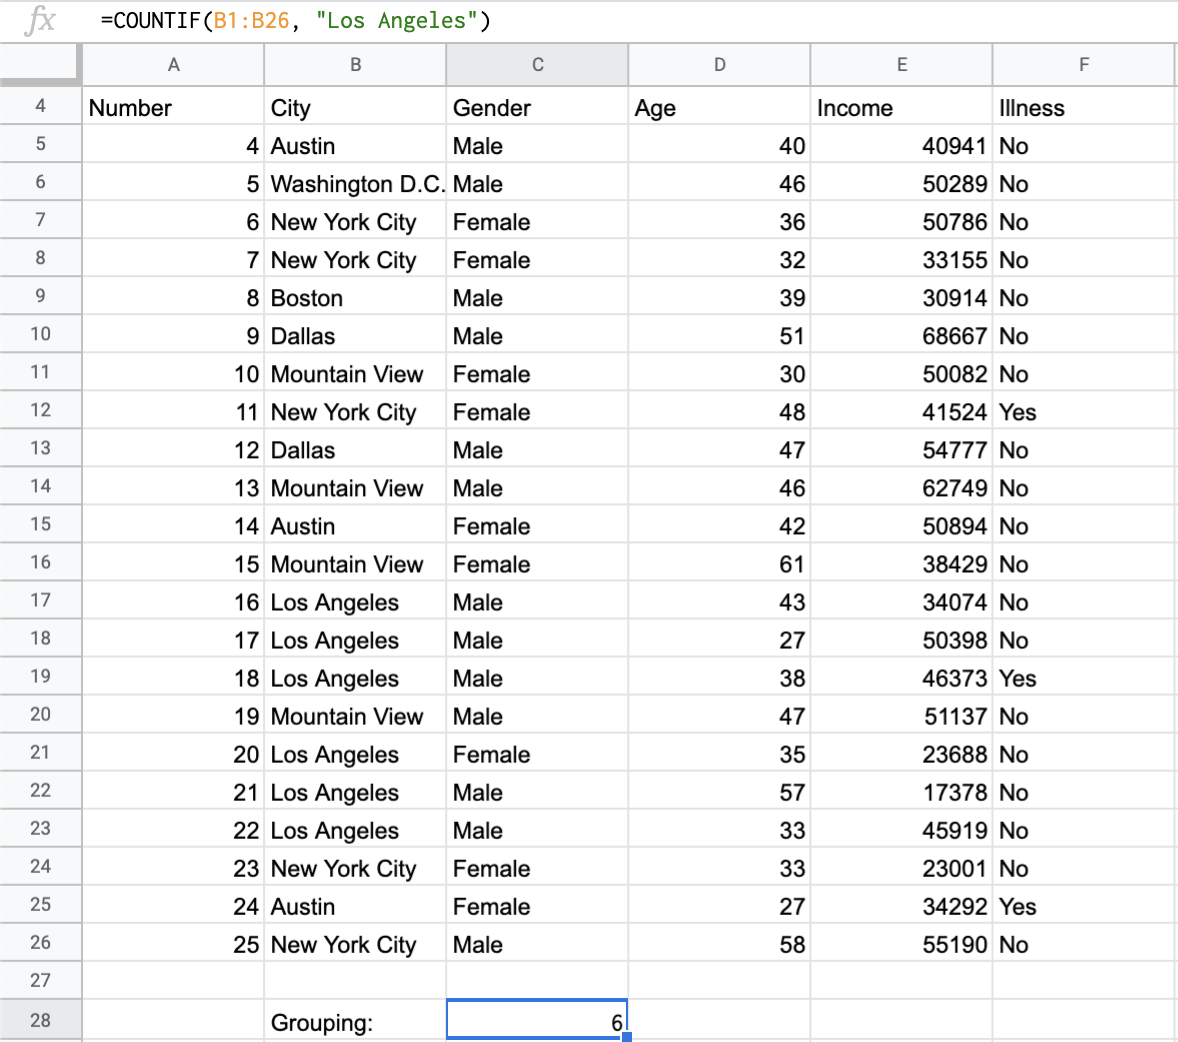 fx =COUNTIF(B1:B26, "Los Angeles")
A B C D E F
4 Number City Gender Age Income Illness
5 4 Austin Male 40 40941 No
6 5 Washington D.C. Male 46 50289 No
7 6 New York City Female 36 50786 No
8 7 New York City Female 32 33155 No
9 8 Boston Male 39 30914 No
10 9 Dallas Male 51 68667 No
11 10 Mountain View Female 30 50082 No
12 11 New York City Female 48 41524 Yes
13 12 Dallas Male 47 54777 No
14 13 Mountain View Male 46 62749 No
15 14 Austin Female 42 50894 No
16 15 Mountain View Female 61 38429 No
17 16 Los Angeles Male 43 34074 No
18 17 Los Angeles Male 27 50398 No
19 18 Los Angeles Male 38 46373 Yes
20 19 Mountain View Male 47 51137 No
21 20 Los Angeles Female 35 23688 No
22 21 Los Angeles Male 57 17378 No
23 22 Los Angeles Male 33 45919 No
24 23 New York City Female 33 23001 No
25 24 Austin Female 27 34292 Yes
26 25 New York City Male 58 55190 No
27
28 Grouping: 6